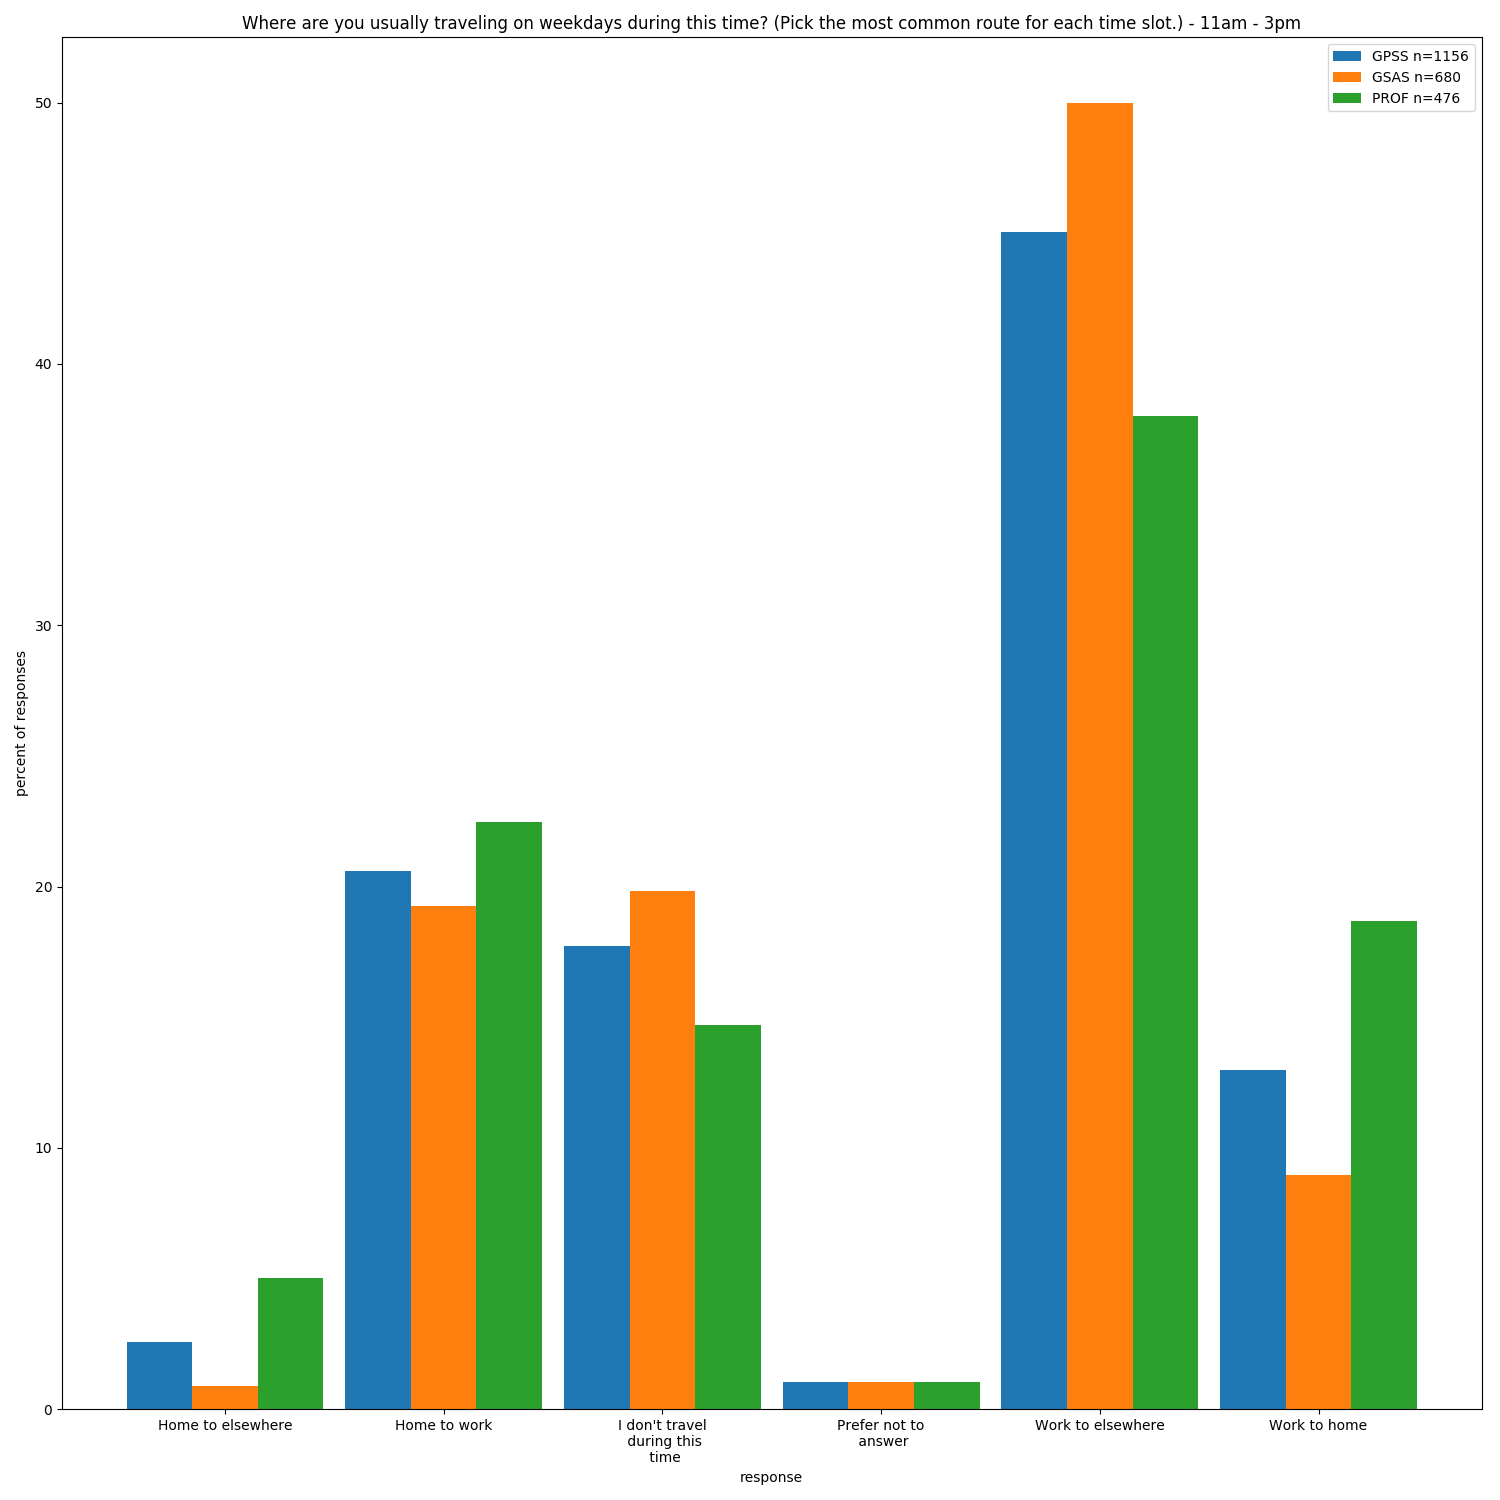 Where are you usually traveling on weekdays during this time? (Pick the most common route for each time slot.) - 11am - 3pm
GPSS n=1156
GSAS n=680
PROF n=476
percent of responses
50
40
30
20
10
0
Home to elsewhere
Home to work
I don't travel
during this
time
Prefer not to
answer
Work to elsewhere
Work to home
response